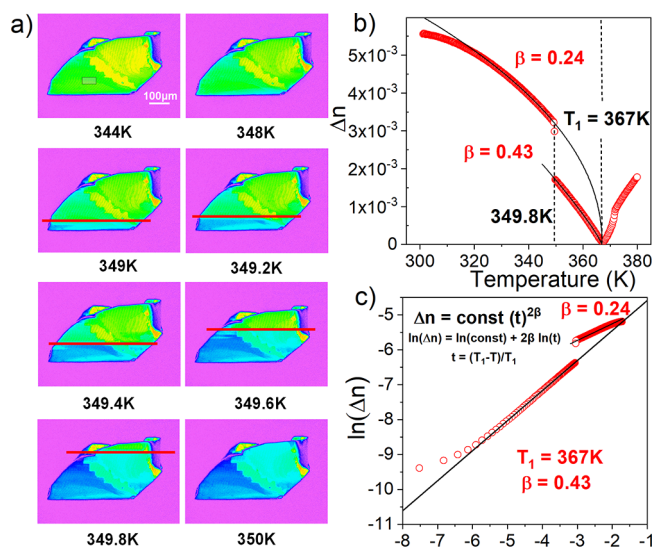 a)
100μm
344K
348K
349K
349.2K
349.4K
349.6K
349.8K
350K
b)
5x10⁻³
4x10⁻³
3x10⁻³
2x10⁻³
1x10⁻³
0
Δn
β = 0.24
T₁ = 367K
β = 0.43
349.8K
300 320 340 360 380
Temperature (K)
c)
-5
-6
-7
-8
-9
-10
-11
ln(Δn)
Δn = const (t)²ᵝ
ln(Δn) = ln(const) + 2β ln(t)
t = (T₁-T)/T₁
β = 0.24
T₁ = 367K
β = 0.43
-8 -7 -6 -5 -4 -3 -2 -1